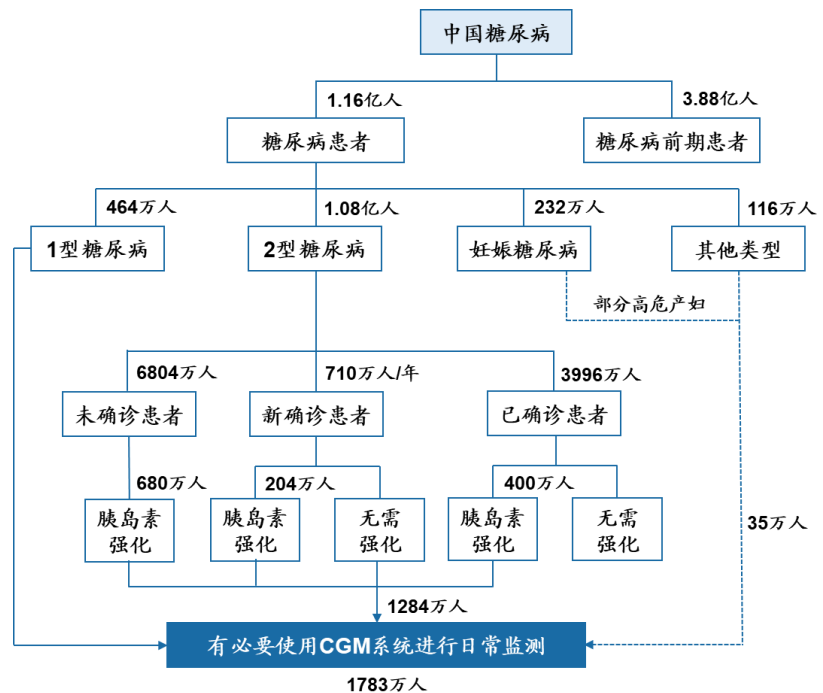 中国糖尿病
1.16亿人
3.88亿人
糖尿病患者
糖尿病前期患者
464万人
1.08亿人
232万人
116万人
1型糖尿病
2型糖尿病
妊娠糖尿病
其他类型
部分高危产妇
6804万人
710万人/年
3996万人
未确诊患者
新确诊患者
已确诊患者
680万人
204万人
400万人
胰岛素
强化
胰岛素
强化
无需
强化
胰岛素
强化
无需
强化
35万人
1284万人
有必要使用CGM系统进行日常监测
1783万人